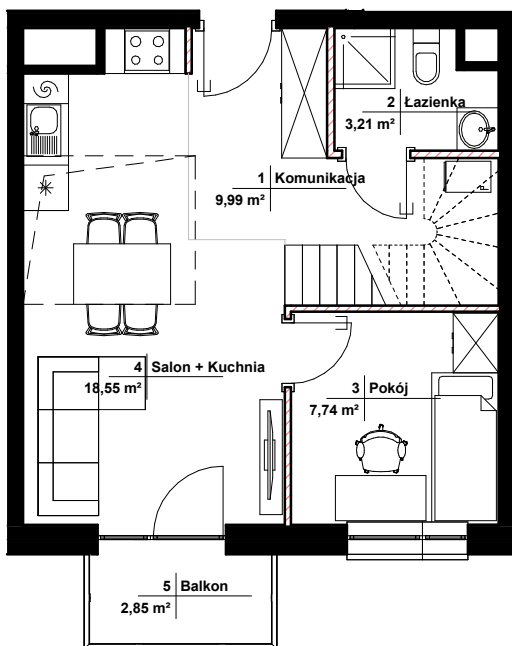 2 Łazienka
3,21 m²
1 Komunikacja
9,99 m²
4 Salon + Kuchnia
18,55 m²
3 Pokój
7,74 m²
5 Balkon
2,85 m²